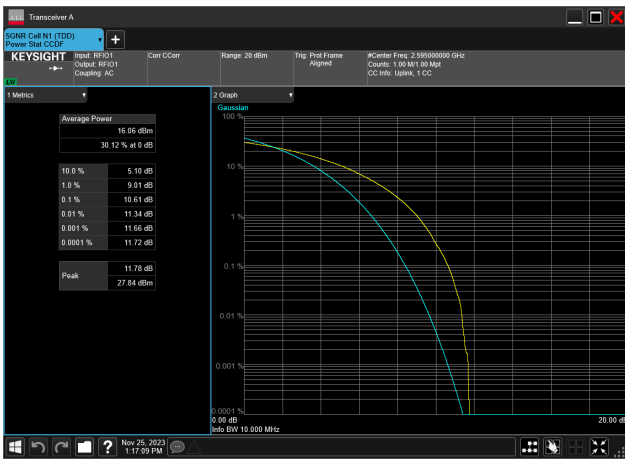 Transceiver A
5GNR Cell N1 (TDD)
Power Stat CCDF
KEYSIGHT
Input: RFIO1
Output: RFIO1
Coupling: AC
Corr CCorr
Range: 20 dBm
Trig: Prot Frame
Aligned
#Center Freq: 2.595000000 GHz
Counts: 1.00 M/1.00 Mpt
CC Info: Uplink, 1 CC
1 Metrics
Average Power
16.06 dBm
30.12 % at 0 dB
10.0 % 5.10 dB
1.0 % 9.01 dB
0.1 % 10.61 dB
0.01 % 11.34 dB
0.001 % 11.66 dB
0.0001 % 11.72 dB
Peak
11.78 dB
27.84 dBm
2 Graph
Gaussian
100 %
10 %
1 %
0.1 %
0.01 %
0.001 %
0.0001 %
0.00 dB
20.00 dB
Info BW 10.000 MHz
Nov 25, 2023
1:17:09 PM